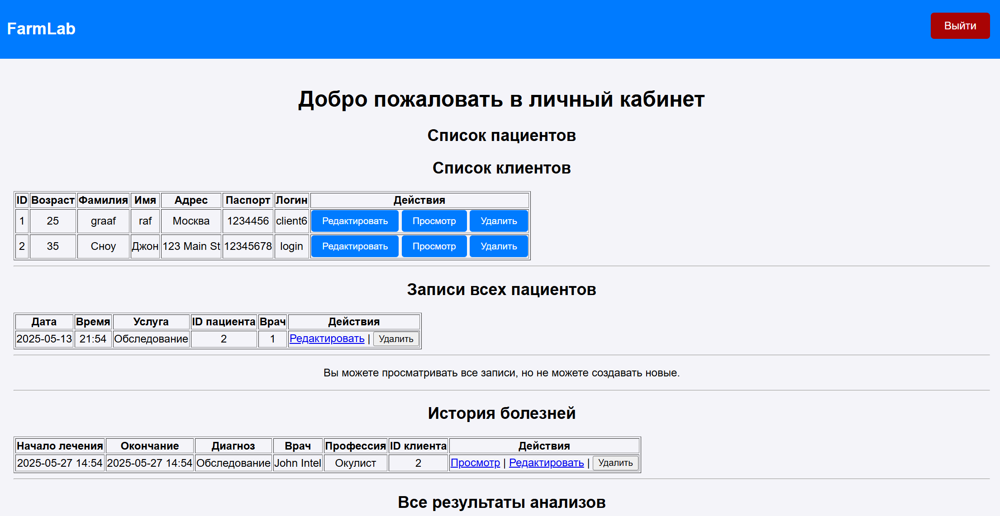 FarmLab
Выйти
Добро пожаловать в личный кабинет
Список пациентов
Список клиентов
ID Возраст Фамилия Имя Адрес Паспорт Логин Действия
1 25 graaf raf Москва 1234456 client6 Редактировать Просмотр Удалить
2 35 Сноу Джон 123 Main St 12345678 login Редактировать Просмотр Удалить
Записи всех пациентов
Дата Время Услуга ID пациента Врач Действия
2025-05-13 21:54 Обследование 2 1 Редактировать | Удалить
Вы можете просматривать все записи, но не можете создавать новые.
История болезней
Начало лечения Окончание Диагноз Врач Профессия ID клиента Действия
2025-05-27 14:54 2025-05-27 14:54 Обследование John Intel Окулист 2 Просмотр | Редактировать | Удалить
Все результаты анализов